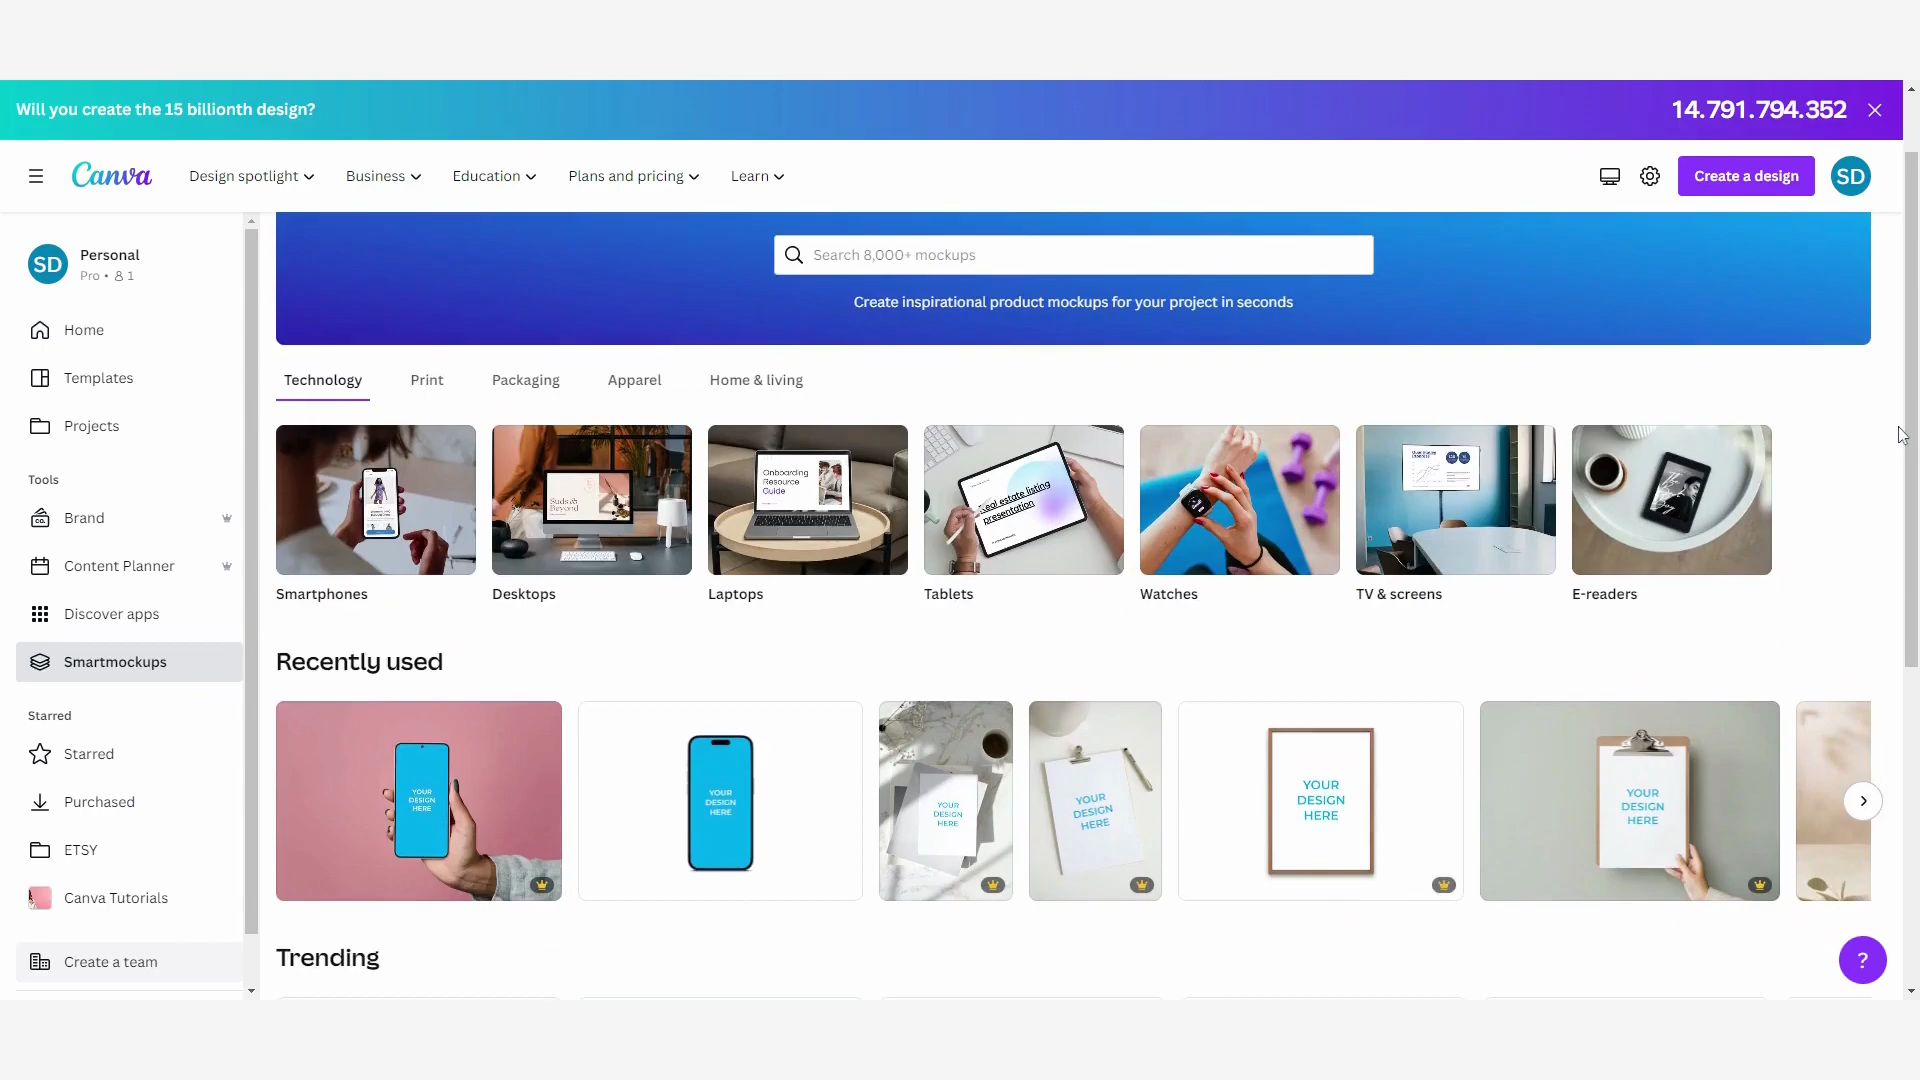 Will you create the 15 billionth design?
14.791.794.352
Canva
Design spotlight
Business
Education
Plans and pricing
Learn
Create a design
SD
SD
Personal
Pro • 1
Home
Templates
Projects
Tools
Brand
Content Planner
Discover apps
Smartmockups
Starred
Starred
Purchased
ETSY
Canva Tutorials
Create a team
Search 8,000+ mockups
Create inspirational product mockups for your project in seconds
Technology
Print
Packaging
Apparel
Home & living
Suds &
Beyond
Onboarding
Resource
Guide
Real estate listing
presentation
Smartphones
Desktops
Laptops
Tablets
Watches
TV & screens
E-readers
Recently used
YOUR
DESIGN
HERE
YOUR
DESIGN
HERE
YOUR
DESIGN
HERE
YOUR
DESIGN
HERE
YOUR
DESIGN
HERE
YOUR
DESIGN
HERE
Trending
?